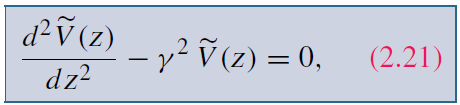 d²Ṽ(z)/dz² − γ² Ṽ(z) = 0, (2.21)